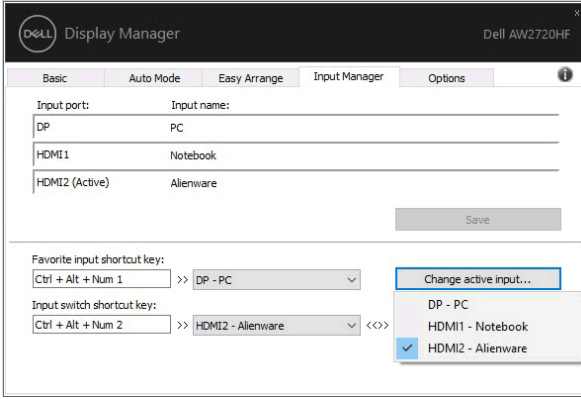 DELL Display Manager Dell AW2720HF
Basic Auto Mode Easy Arrange Input Manager Options
Input port: Input name:
DP PC
HDMI1 Notebook
HDMI2 (Active) Alienware
Save
Favorite input shortcut key:
Ctrl + Alt + Num 1 >> DP - PC Change active input...
Input switch shortcut key:
Ctrl + Alt + Num 2 >> HDMI2 - Alienware <<>>
DP - PC
HDMI1 - Notebook
HDMI2 - Alienware